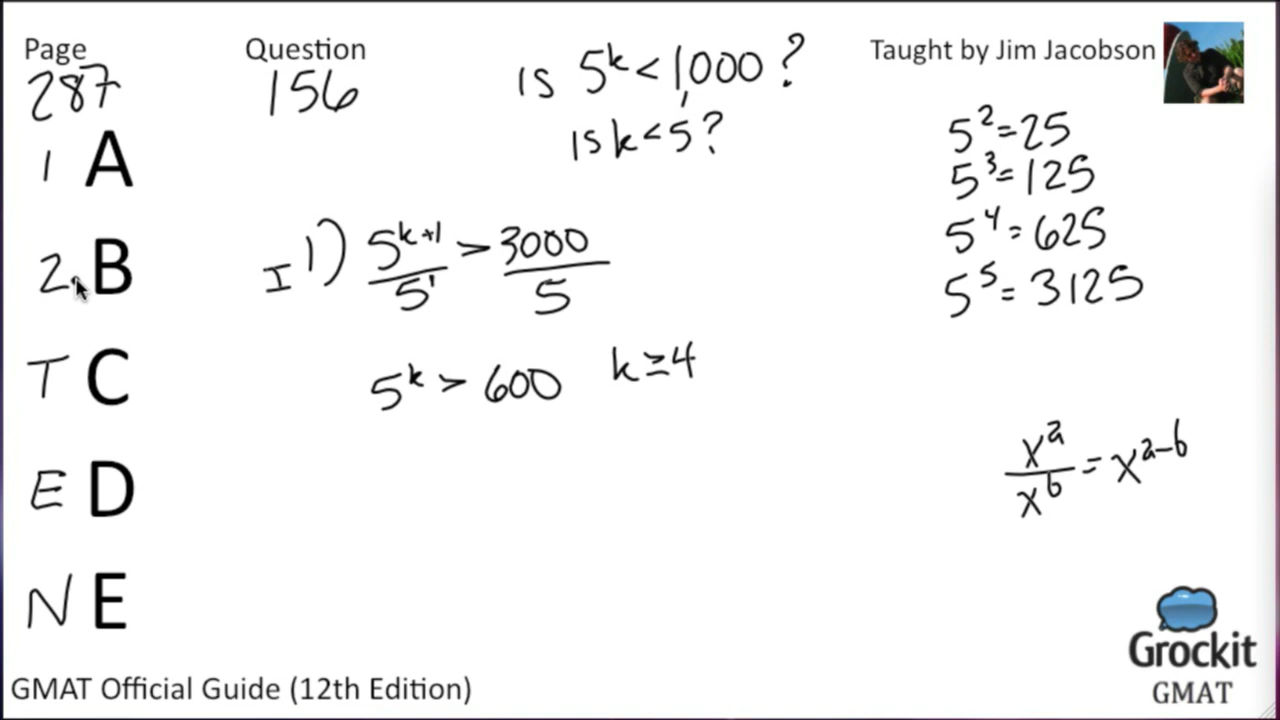 Page
287
Question
156
Is 5^k < 1000?
Is k < 5?
Taught by Jim Jacobson
5^2 = 25
5^3 = 125
5^4 = 625
5^5 = 3125
1 A
2. B
T C
E D
N E
I 1) 5^(k+1)/5^1 > 3000/5
5^k > 600 k ≥ 4
x^a/x^b = x^(a-b)
Grockit
GMAT
GMAT Official Guide (12th Edition)